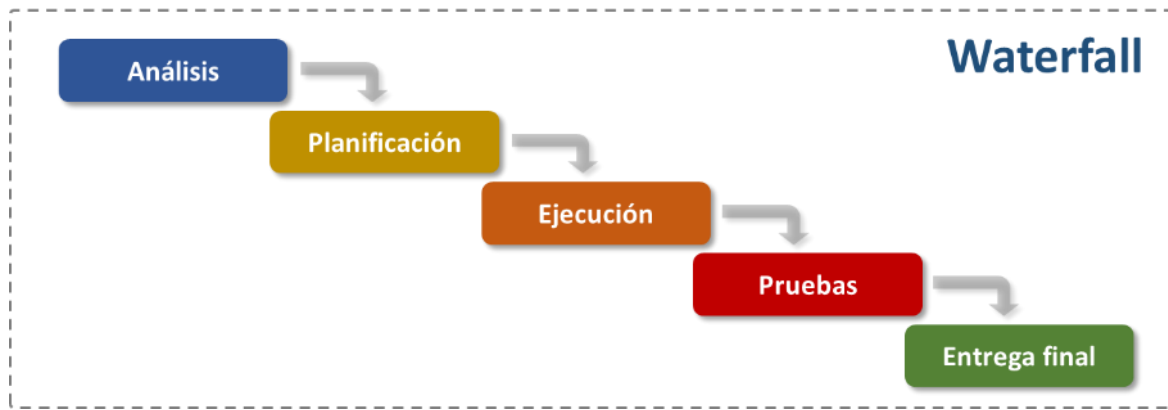 Waterfall
Análisis
Planificación
Ejecución
Pruebas
Entrega final